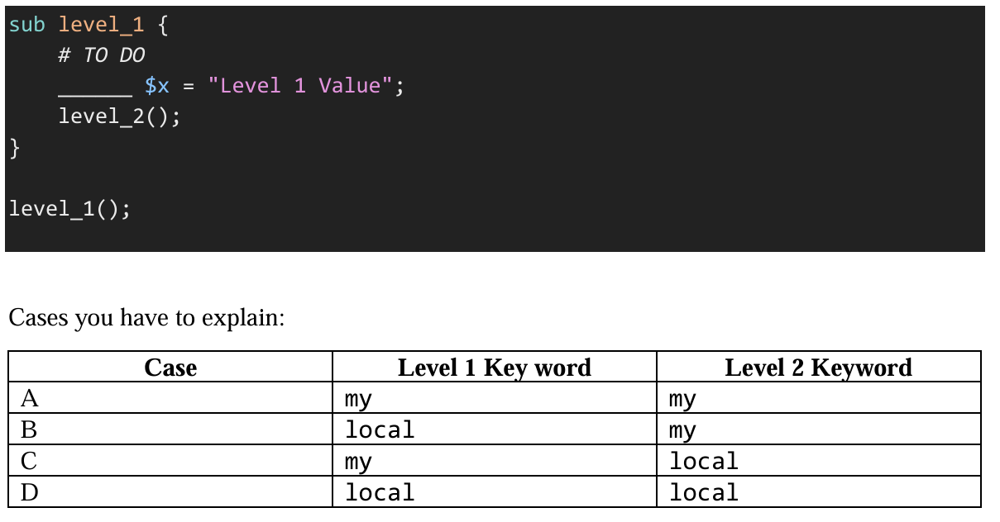 sub level_1 {
# TO DO
______ $x = "Level 1 Value";
level_2();
}
level_1();
Cases you have to explain:
Case Level 1 Key word Level 2 Keyword
A my my
B local my
C my local
D local local